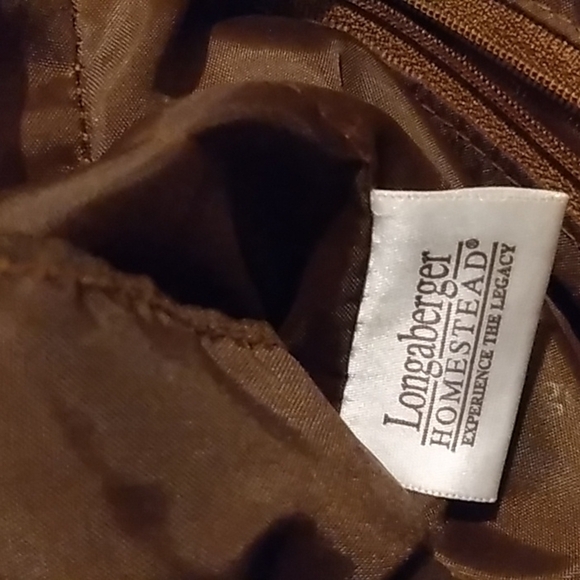 Longaberger
HOMESTEAD®
EXPERIENCE THE LEGACY